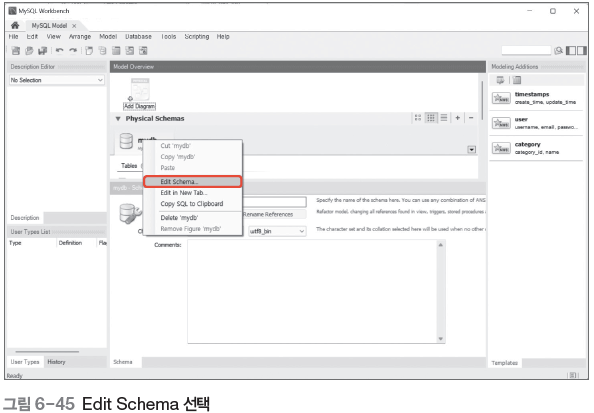 MySQL Workbench
MySQL Model ×
File Edit View Arrange Model Database Tools Scripting Help
Description Editor
No Selection
Description
User Types List
Type Definition Fla
User Types History
Ready
Model Overview
Add Diagram
Physical Schemas
mydb
Tables
Cut 'mydb'
Copy 'mydb'
Paste
Edit Schema...
Edit in New Tab...
Copy SQL to Clipboard
Delete 'mydb'
Remove Figure 'mydb'
mydb - Sch
Rename References
utf8_bin
Comments:
Specify the name of the schema here. You can use any combination of ANS
Refactor model, changing all references found in view, triggers, stored procedures
The character set and its collation selected here will be used when no other
Schema
Modeling Additions
timestamps
create_time, update_time
user
username, email, passwo...
category
category_id, name
Templates
그림 6-45 Edit Schema 선택